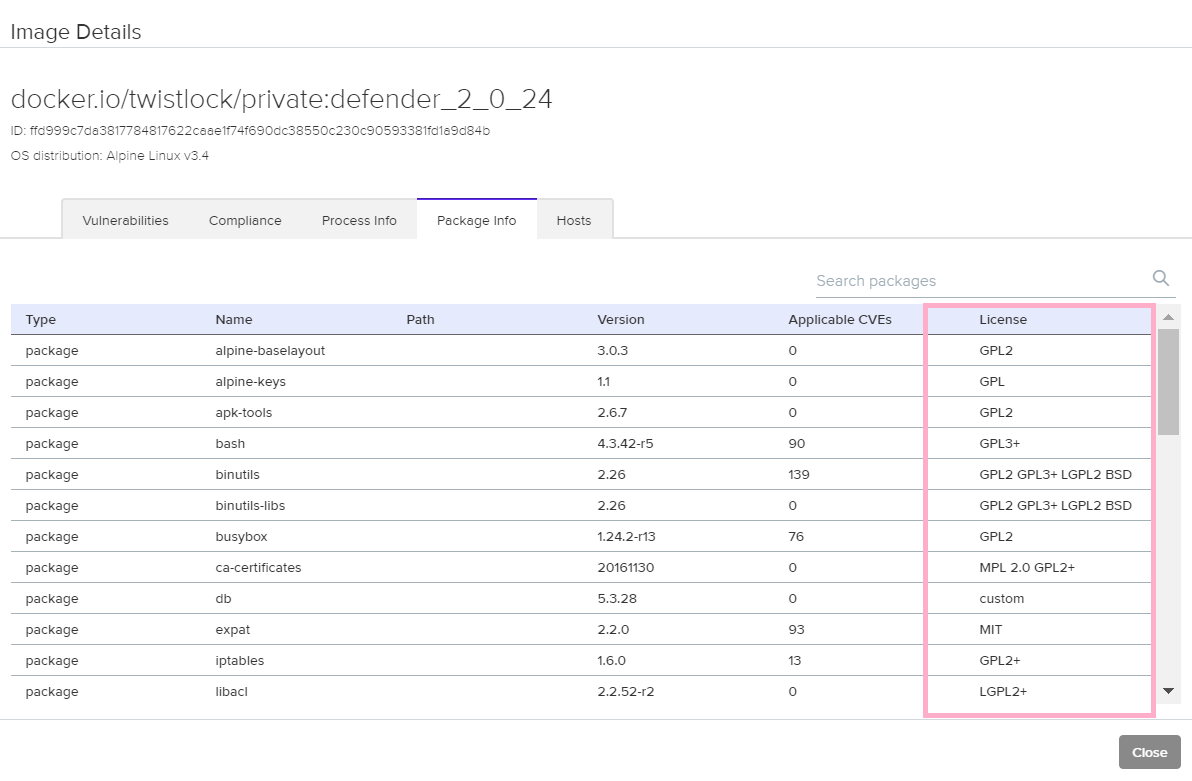 Image Details
docker.io/twistlock/private:defender_2_0_24
ID: ffd999c7da3817784817622caae1f74f690dc38550c230c90593381fd1a9d84b
OS distribution: Alpine Linux v3.4
Vulnerabilities Compliance Process Info Package Info Hosts
Search packages
Type Name Path Version Applicable CVEs License
package alpine-baselayout 3.0.3 0 GPL2
package alpine-keys 1.1 0 GPL
package apk-tools 2.6.7 0 GPL2
package bash 4.3.42-r5 90 GPL3+
package binutils 2.26 139 GPL2 GPL3+ LGPL2 BSD
package binutils-libs 2.26 0 GPL2 GPL3+ LGPL2 BSD
package busybox 1.24.2-r13 76 GPL2
package ca-certificates 20161130 0 MPL 2.0 GPL2+
package db 5.3.28 0 custom
package expat 2.2.0 93 MIT
package iptables 1.6.0 13 GPL2+
package libacl 2.2.52-r2 0 LGPL2+
Close